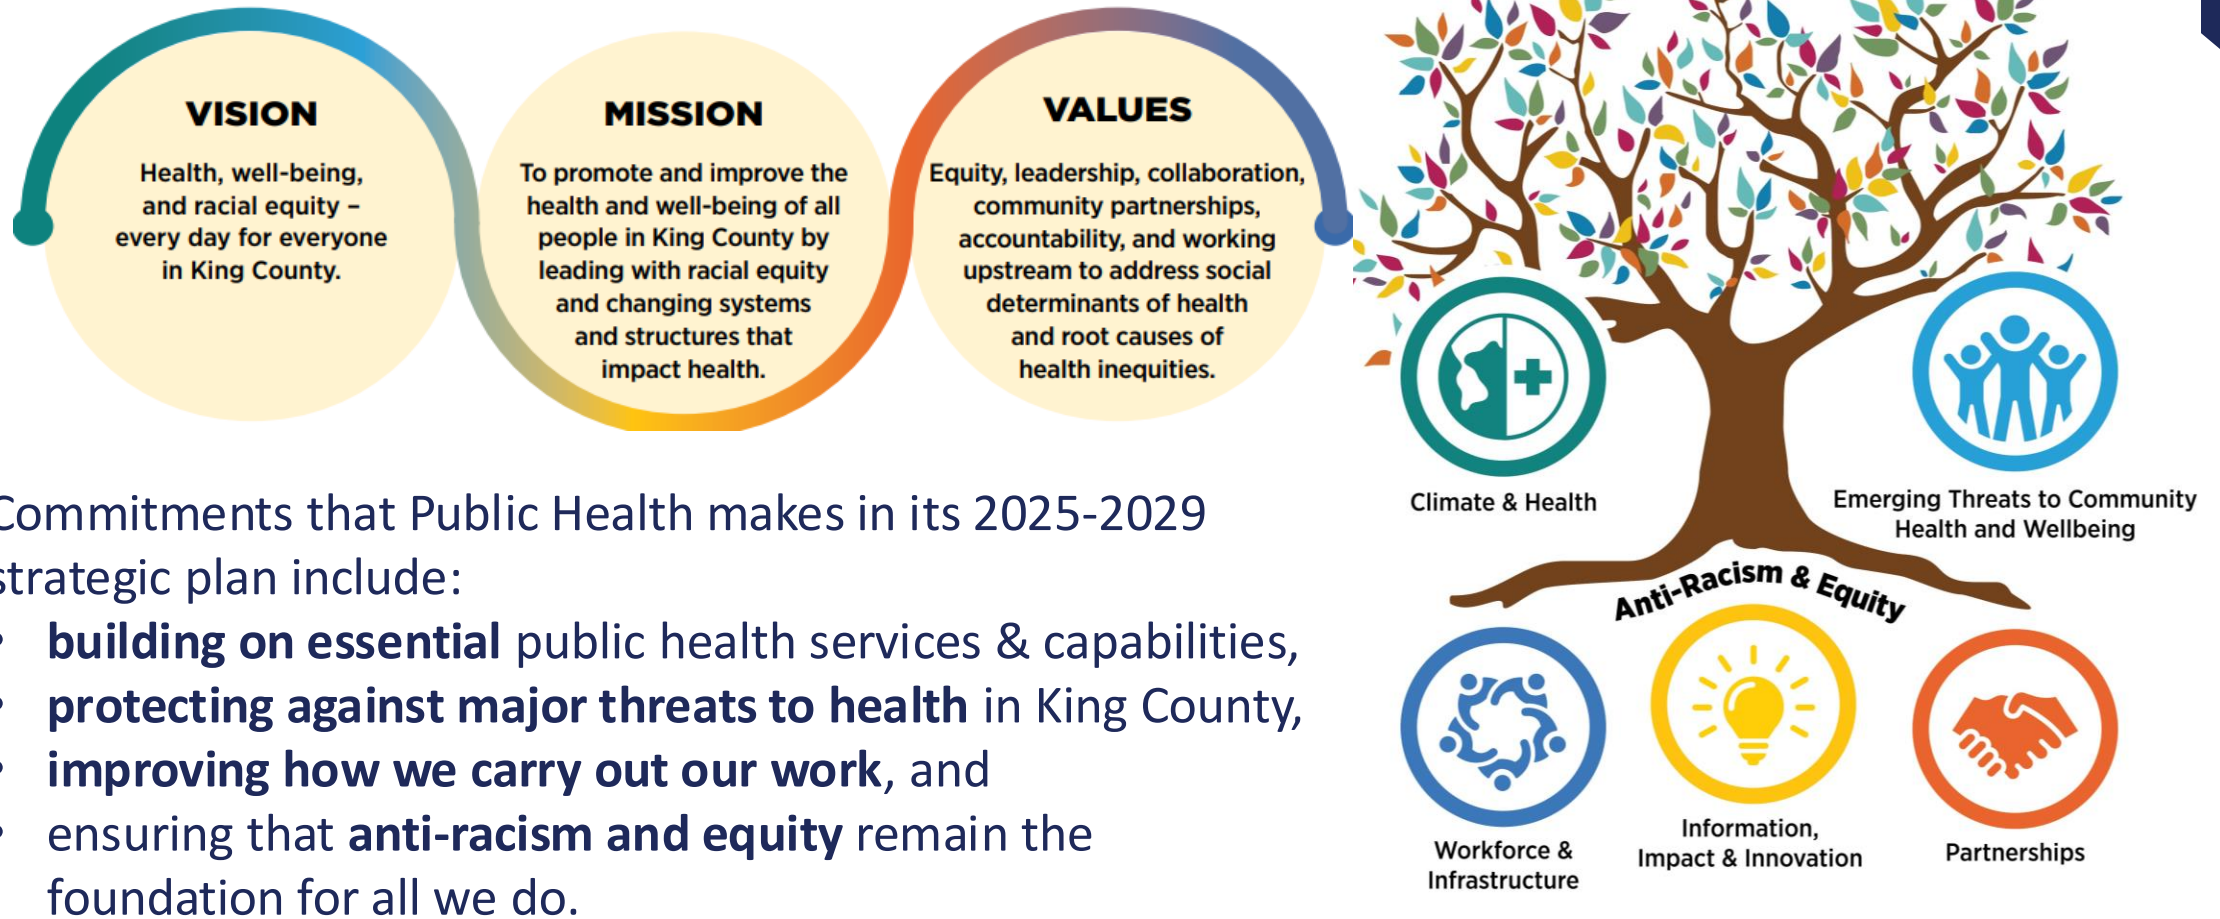 VISION
Health, well-being,
and racial equity –
every day for everyone
in King County.
MISSION
To promote and improve the
health and well-being of all
people in King County by
leading with racial equity
and changing systems
and structures that
impact health.
VALUES
Equity, leadership, collaboration,
community partnerships,
accountability, and working
upstream to address social
determinants of health
and root causes of
health inequities.
Commitments that Public Health makes in its 2025-2029
strategic plan include:
• building on essential public health services & capabilities,
• protecting against major threats to health in King County,
• improving how we carry out our work, and
• ensuring that anti-racism and equity remain the
foundation for all we do.
Climate & Health
Emerging Threats to Community
Health and Wellbeing
Anti-Racism & Equity
Workforce &
Infrastructure
Information,
Impact & Innovation
Partnerships